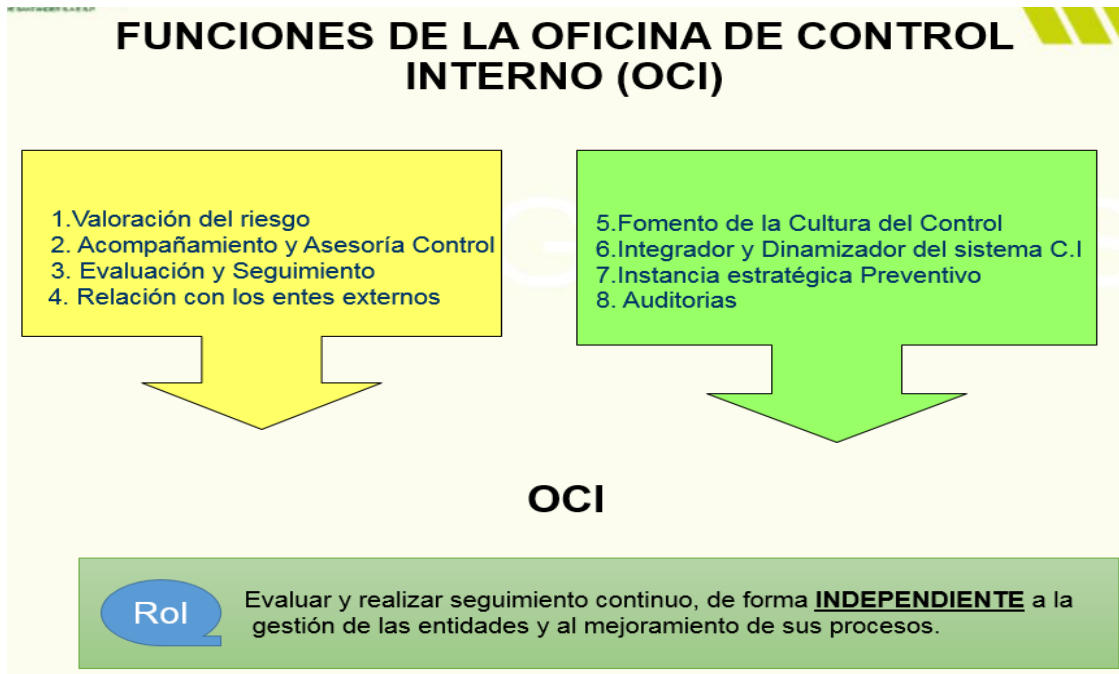 FUNCIONES DE LA OFICINA DE CONTROL
INTERNO (OCI)
1.Valoración del riesgo
2. Acompañamiento y Asesoría Control
3. Evaluación y Seguimiento
4. Relación con los entes externos
5.Fomento de la Cultura del Control
6.Integrador y Dinamizador del sistema C.I
7.Instancia estratégica Preventivo
8. Auditorias
OCI
Rol
Evaluar y realizar seguimiento continuo, de forma INDEPENDIENTE a la
gestión de las entidades y al mejoramiento de sus procesos.